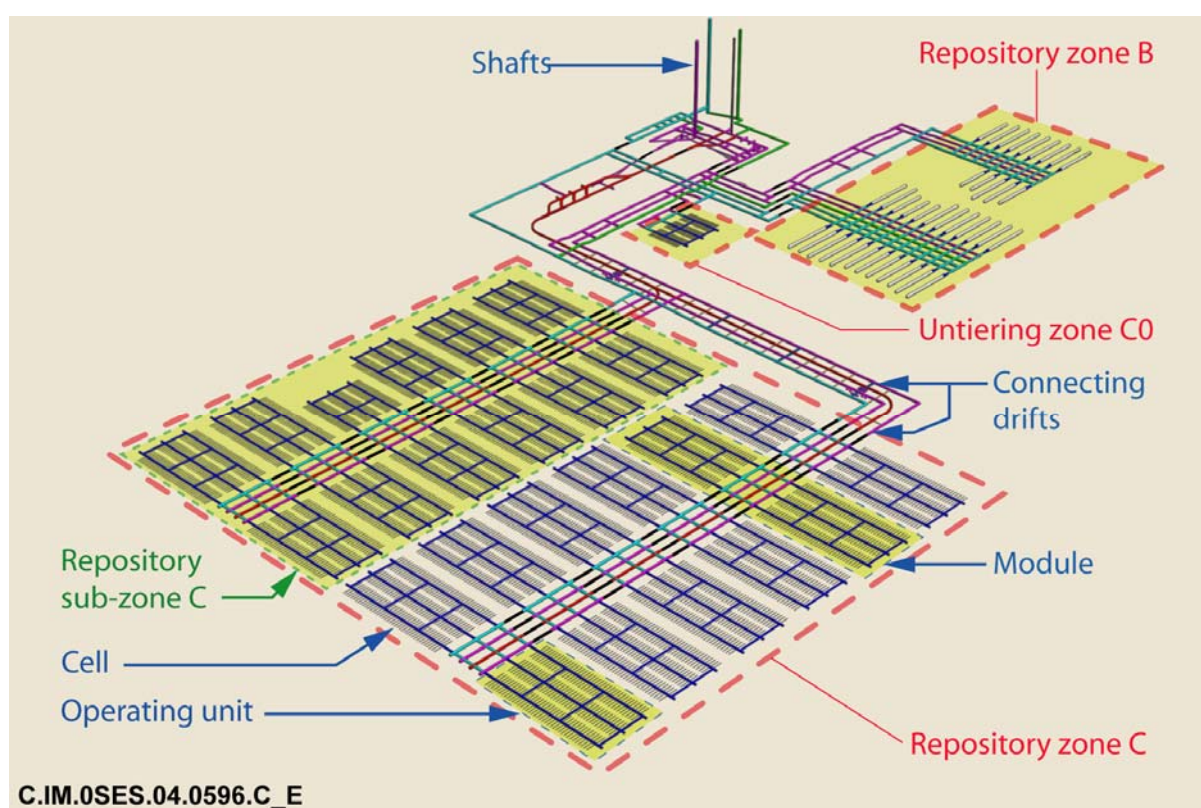 Shafts
Repository zone B
Untiering zone C0
Connecting
drifts
Module
Repository
sub-zone C
Cell
Operating unit
Repository zone C
C.IM.0SES.04.0596.C_E